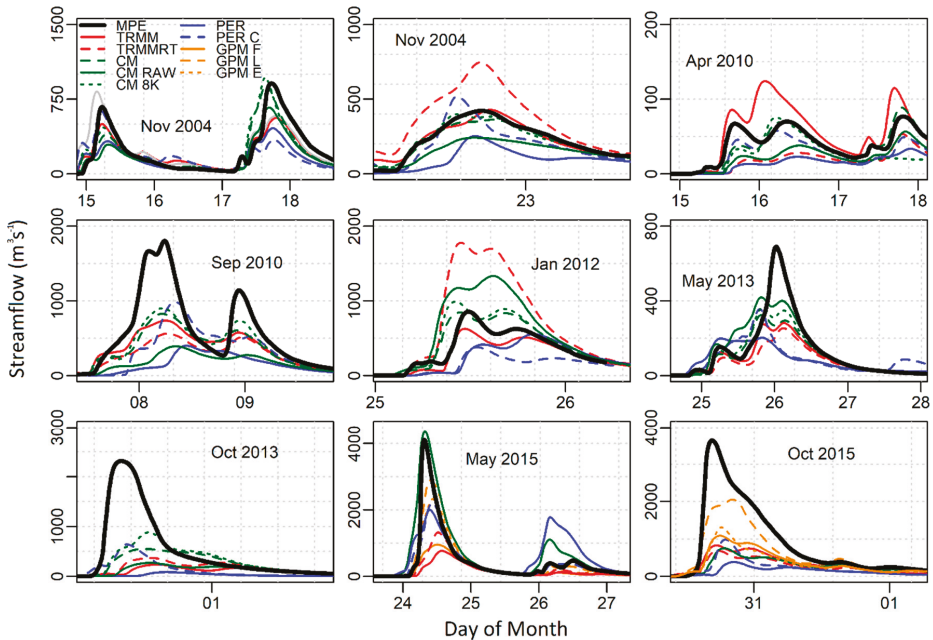 1500
750
0
MPE
TRMM
TRMMRT
CM
CM RAW
CM 8K
PER
PER C
GPM F
GPM L
GPM E
Nov 2004
15 16 17 18
1000
500
0
Nov 2004
23
200
100
0
Apr 2010
15 16 17 18
Streamflow (m³s⁻¹)
2000
1000
0
Sep 2010
08 09
2000
1000
0
Jan 2012
25 26
800
400
0
May 2013
25 26 27 28
3000
1000
0
Oct 2013
01
4000
2000
0
May 2015
24 25 26 27
4000
2000
0
Oct 2015
31 01
Day of Month